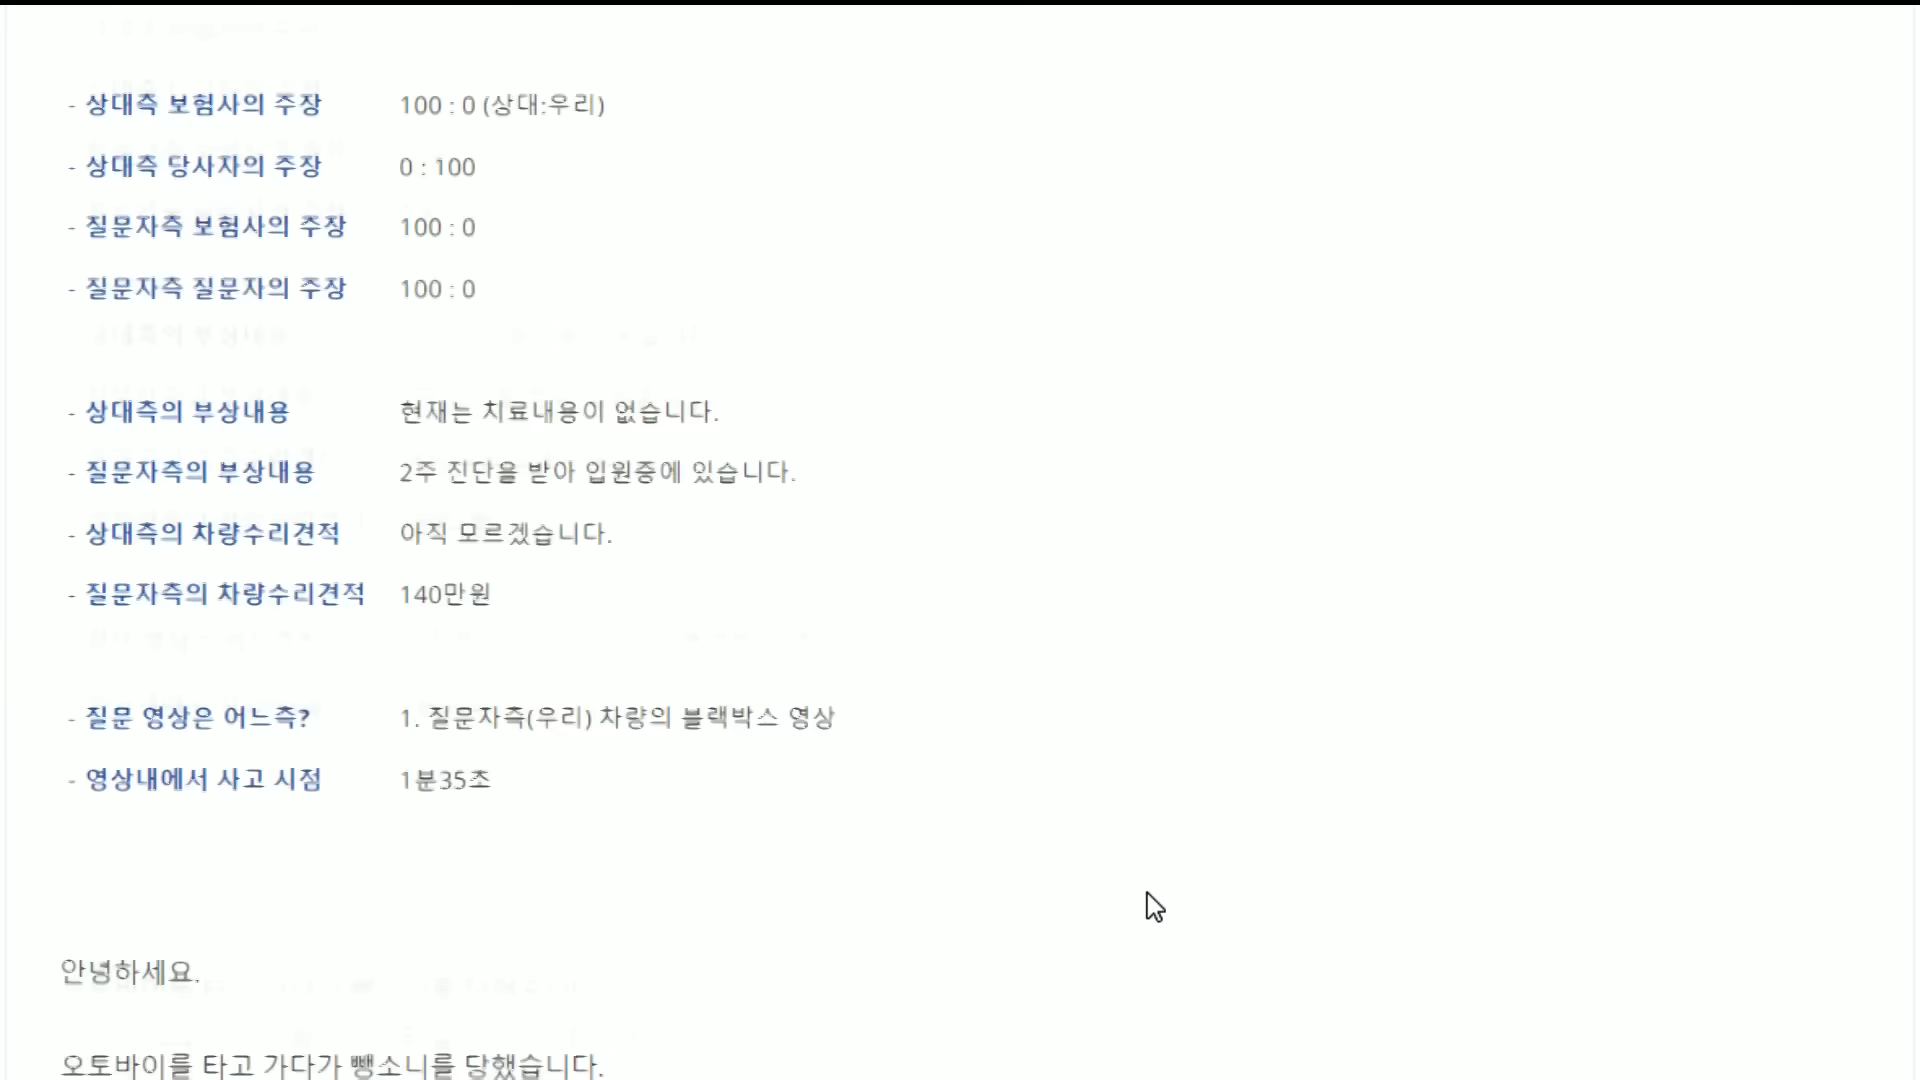 - 상대측 보험사의 주장 100 : 0 (상대:우리)
- 상대측 당사자의 주장 0 : 100
- 질문자측 보험사의 주장 100 : 0
- 질문자측 질문자의 주장 100 : 0
- 상대측의 부상내용 현재는 치료내용이 없습니다.
- 질문자측의 부상내용 2주 진단을 받아 입원중에 있습니다.
- 상대측의 차량수리견적 아직 모르겠습니다.
- 질문자측의 차량수리견적 140만원
- 질문 영상은 어느측? 1. 질문자측(우리) 차량의 블랙박스 영상
- 영상내에서 사고 시점 1분35초
안녕하세요.
오토바이를 타고 가다가 뺑소니를 당했습니다.